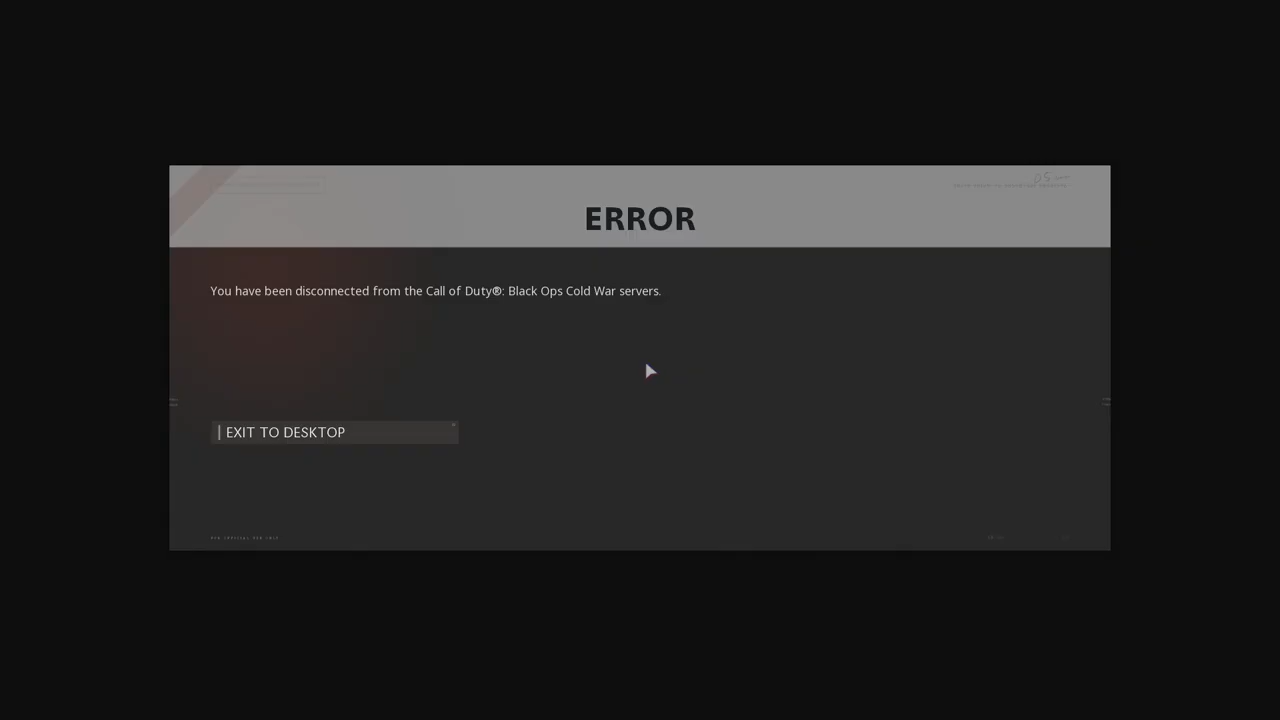 ERROR
You have been disconnected from the Call of Duty®: Black Ops Cold War servers.
EXIT TO DESKTOP